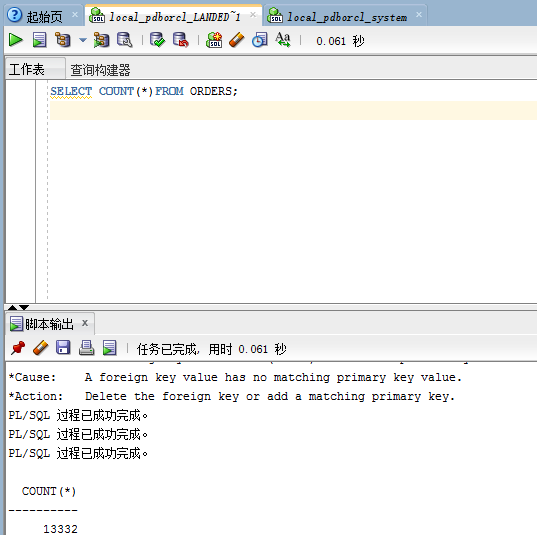 起始页
local_pdborcl_LANDED~1
local_pdborcl_system
0.061 秒
工作表
查询构建器
SELECT COUNT(*)FROM ORDERS;
脚本输出
任务已完成, 用时 0.061 秒
*Cause: A foreign key value has no matching primary key value.
*Action: Delete the foreign key or add a matching primary key.
PL/SQL 过程已成功完成。
PL/SQL 过程已成功完成。
PL/SQL 过程已成功完成。
COUNT(*)
----------
13332